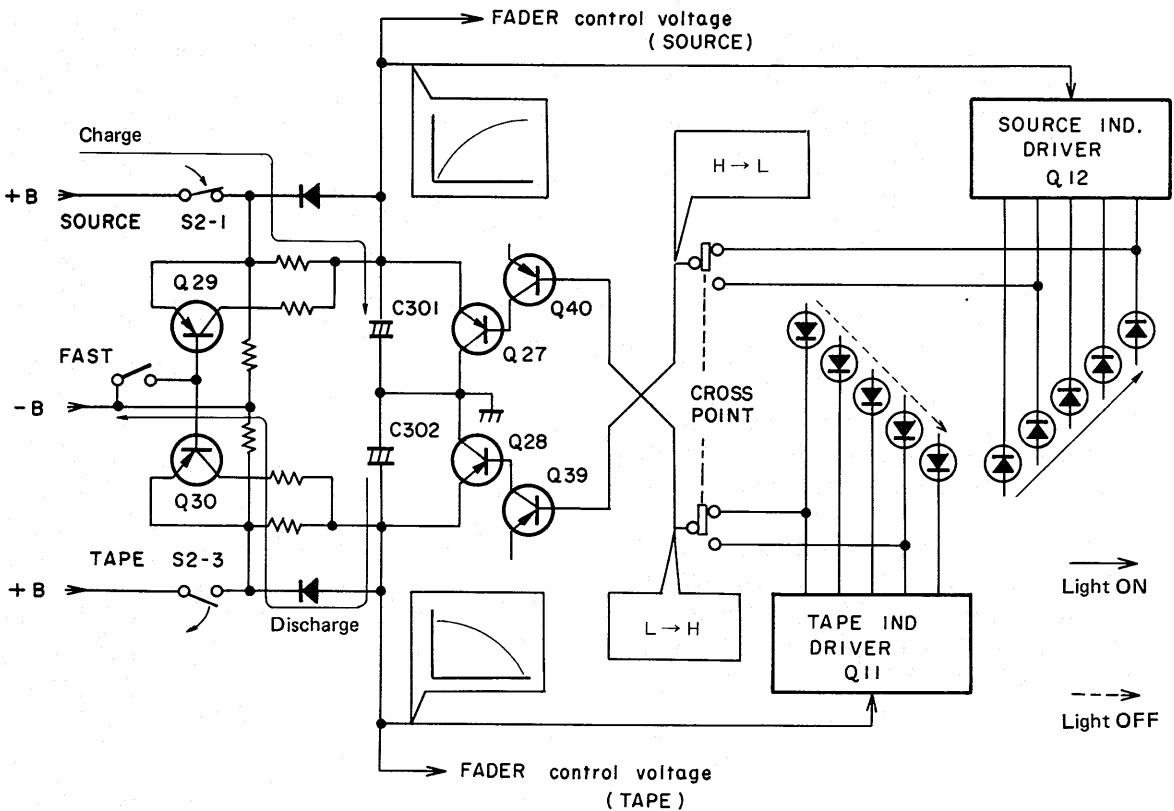 FADER control voltage
( SOURCE )
SOURCE IND.
DRIVER
Q12
Charge
H → L
+B
SOURCE
S2-1
Q29
C301
Q40
Q27
FAST
-B
CROSS
POINT
C302
Q28
Q39
Q30
TAPE S2-3
+B
Discharge
L → H
Light ON
TAPE IND
DRIVER
Q11
Light OFF
FADER control voltage
( TAPE )